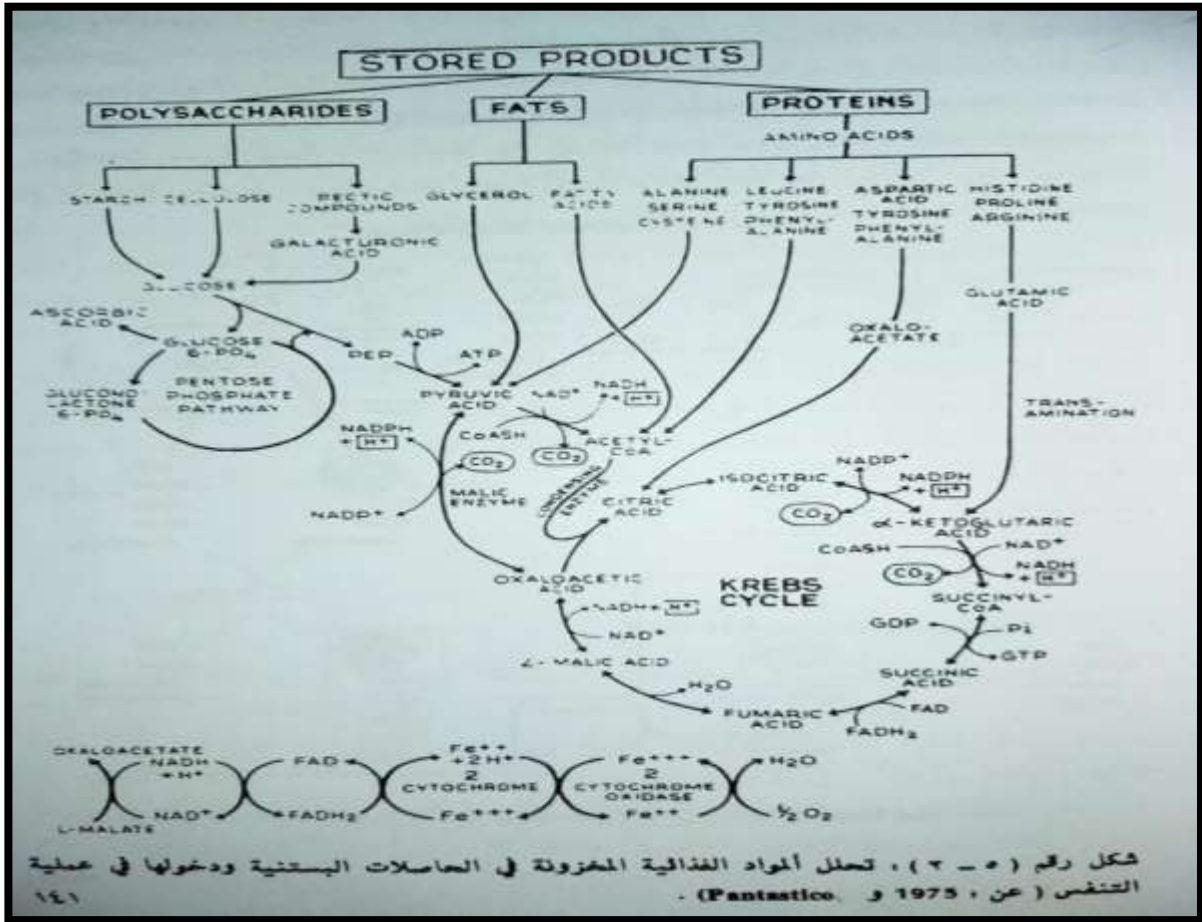 STORED PRODUCTS
POLYSACCHARIDES FATS PROTEINS
AMINO ACIDS
STARCH CELLULOSE PECTIC COMPOUNDS GLYCEROL FATTY ACIDS ALANINE SERINE CYSTEINE LEUCINE TYROSINE PHENYL-ALANINE ASPARTIC ACID TYROSINE PHENYL-ALANINE HISTIDINE PROLINE ARGININE
GALACTURONIC ACID
GLUCOSE
GLUTAMIC ACID
ASCORBIC ACID
GLUCOSE 6-PO₄
PEP ADP ATP
OXALO-ACETATE
PENTOSE PHOSPHATE PATHWAY
6-PO₄
PYRUVIC ACID NAD⁺ NADH + H⁺
TRANS-AMINATION
NADPH + H⁺
CoASH CO₂ ACETYL-CoA
CO₂
MALIC ENZYME
NADP⁺
CONDENSING ENZYME
CITRIC ACID
ISOCITRIC ACID
NADP⁺ NADPH + H⁺
CO₂
α-KETOGLUTARIC ACID
CoASH NAD⁺
CO₂ NADH + H⁺
OXALOACETIC ACID
KREBS CYCLE
SUCCINYL-CoA
NADH + H⁺
NAD⁺
GDP Pi
GTP
L-MALIC ACID
SUCCINIC ACID
H₂O
FUMARIC ACID
FAD
FADH₂
OXALOACETATE
NADH + H⁺ FAD Fe⁺⁺ + 2H⁺ Fe⁺⁺⁺ H₂O
2 CYTOCHROME 2 CYTOCHROME OXIDASE
L-MALATE NAD⁺ FADH₂ Fe⁺⁺⁺ Fe⁺⁺ ½ O₂
شكل رقم ( ٥ – ٢ ) ، تحلل ألمواد الغذائية المخزونة في الحاصلات البستنية ودخولها في عملية
التنفس ( عن ، 1975 و Pantastico) .
١٤١